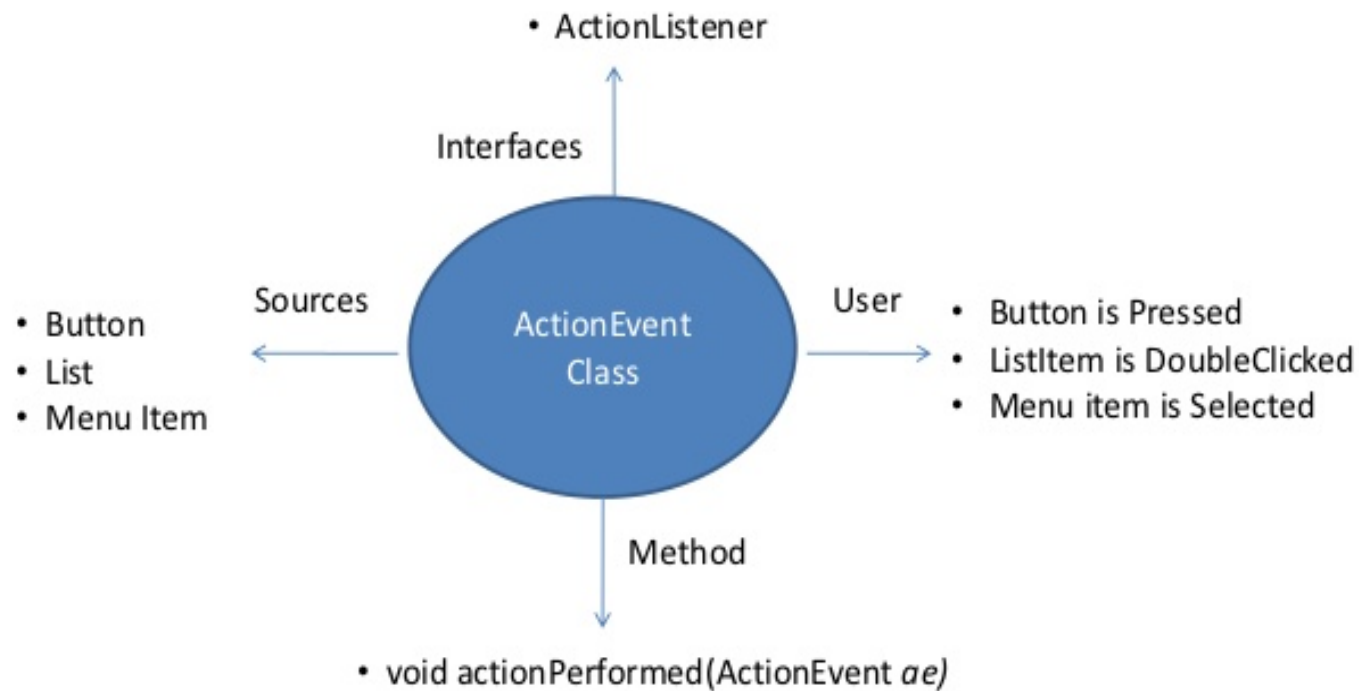 • ActionListener
Interfaces
Sources
• Button
• List
• Menu Item
ActionEvent
Class
User
• Button is Pressed
• ListItem is DoubleClicked
• Menu item is Selected
Method
• void actionPerformed(ActionEvent ae)